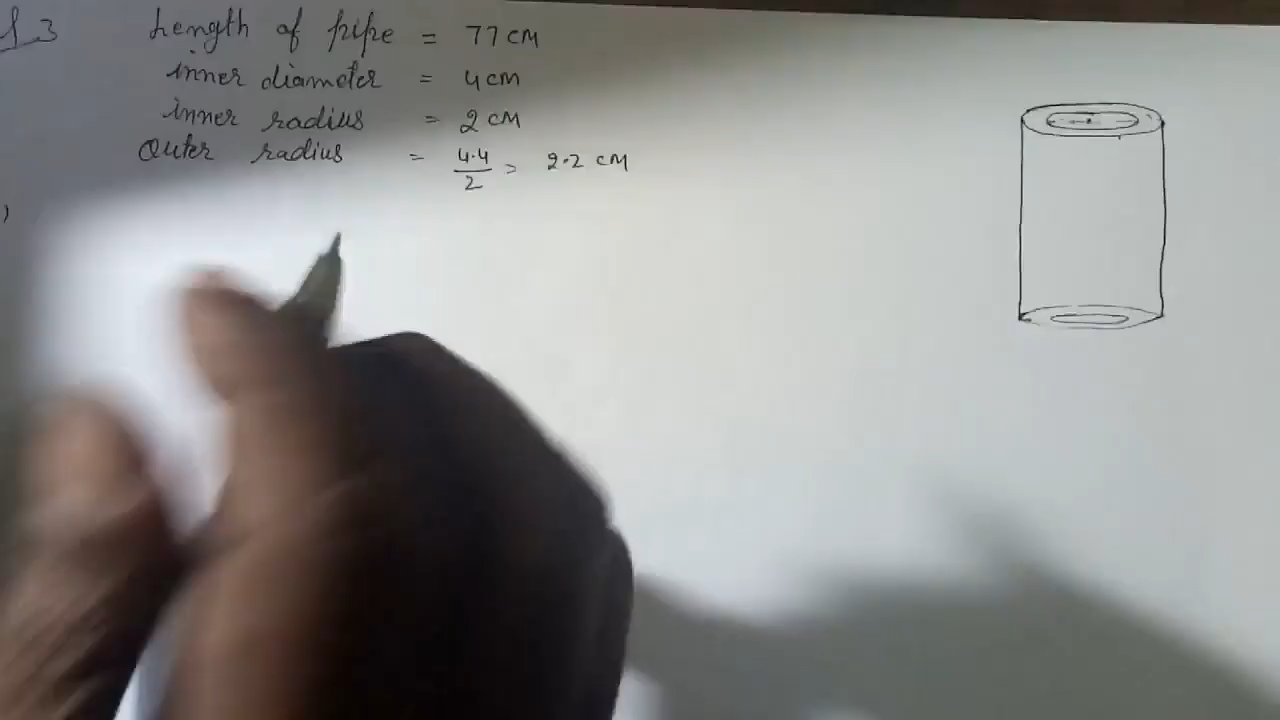 Length of pipe = 77 cm
inner diameter = 4 cm
inner radius = 2 cm
Outer radius = 4.4/2 = 2.2 cm